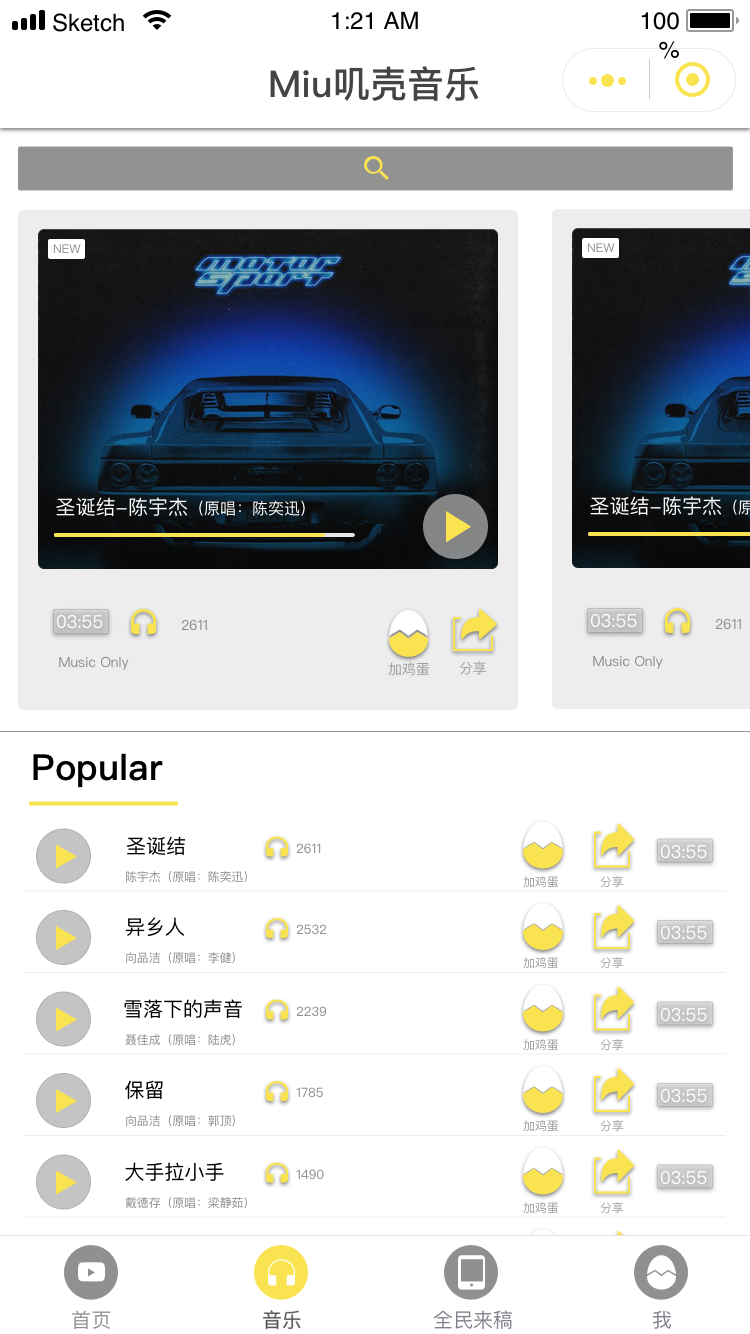 Sketch 1:21 AM 100 %
Miu叽壳音乐
NEW
MOTOR SPORT
圣诞结–陈宇杰（原唱：陈奕迅）
03:55 2611
Music Only
加鸡蛋 分享
NEW
圣诞结–陈宇杰（原
03:55 2611
Music Only
Popular
圣诞结 2611
陈宇杰（原唱：陈奕迅）
加鸡蛋 分享 03:55
异乡人 2532
向品洁（原唱：李健）
加鸡蛋 分享 03:55
雪落下的声音 2239
聂佳成（原唱：陆虎）
加鸡蛋 分享 03:55
保留 1785
向品洁（原唱：郭顶）
加鸡蛋 分享 03:55
大手拉小手 1490
戴德存（原唱：梁静茹）
加鸡蛋 分享 03:55
首页 音乐 全民来稿 我